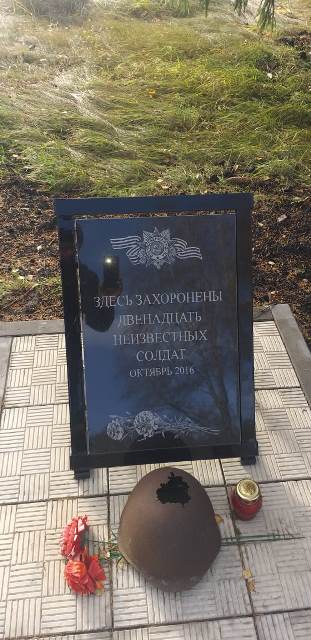 ЗДЕСЬ ЗАХОРОНЕНЫ
ДВЕНАДЦАТЬ
НЕИЗВЕСТНЫХ
СОЛДАТ
ОКТЯБРЬ 2016